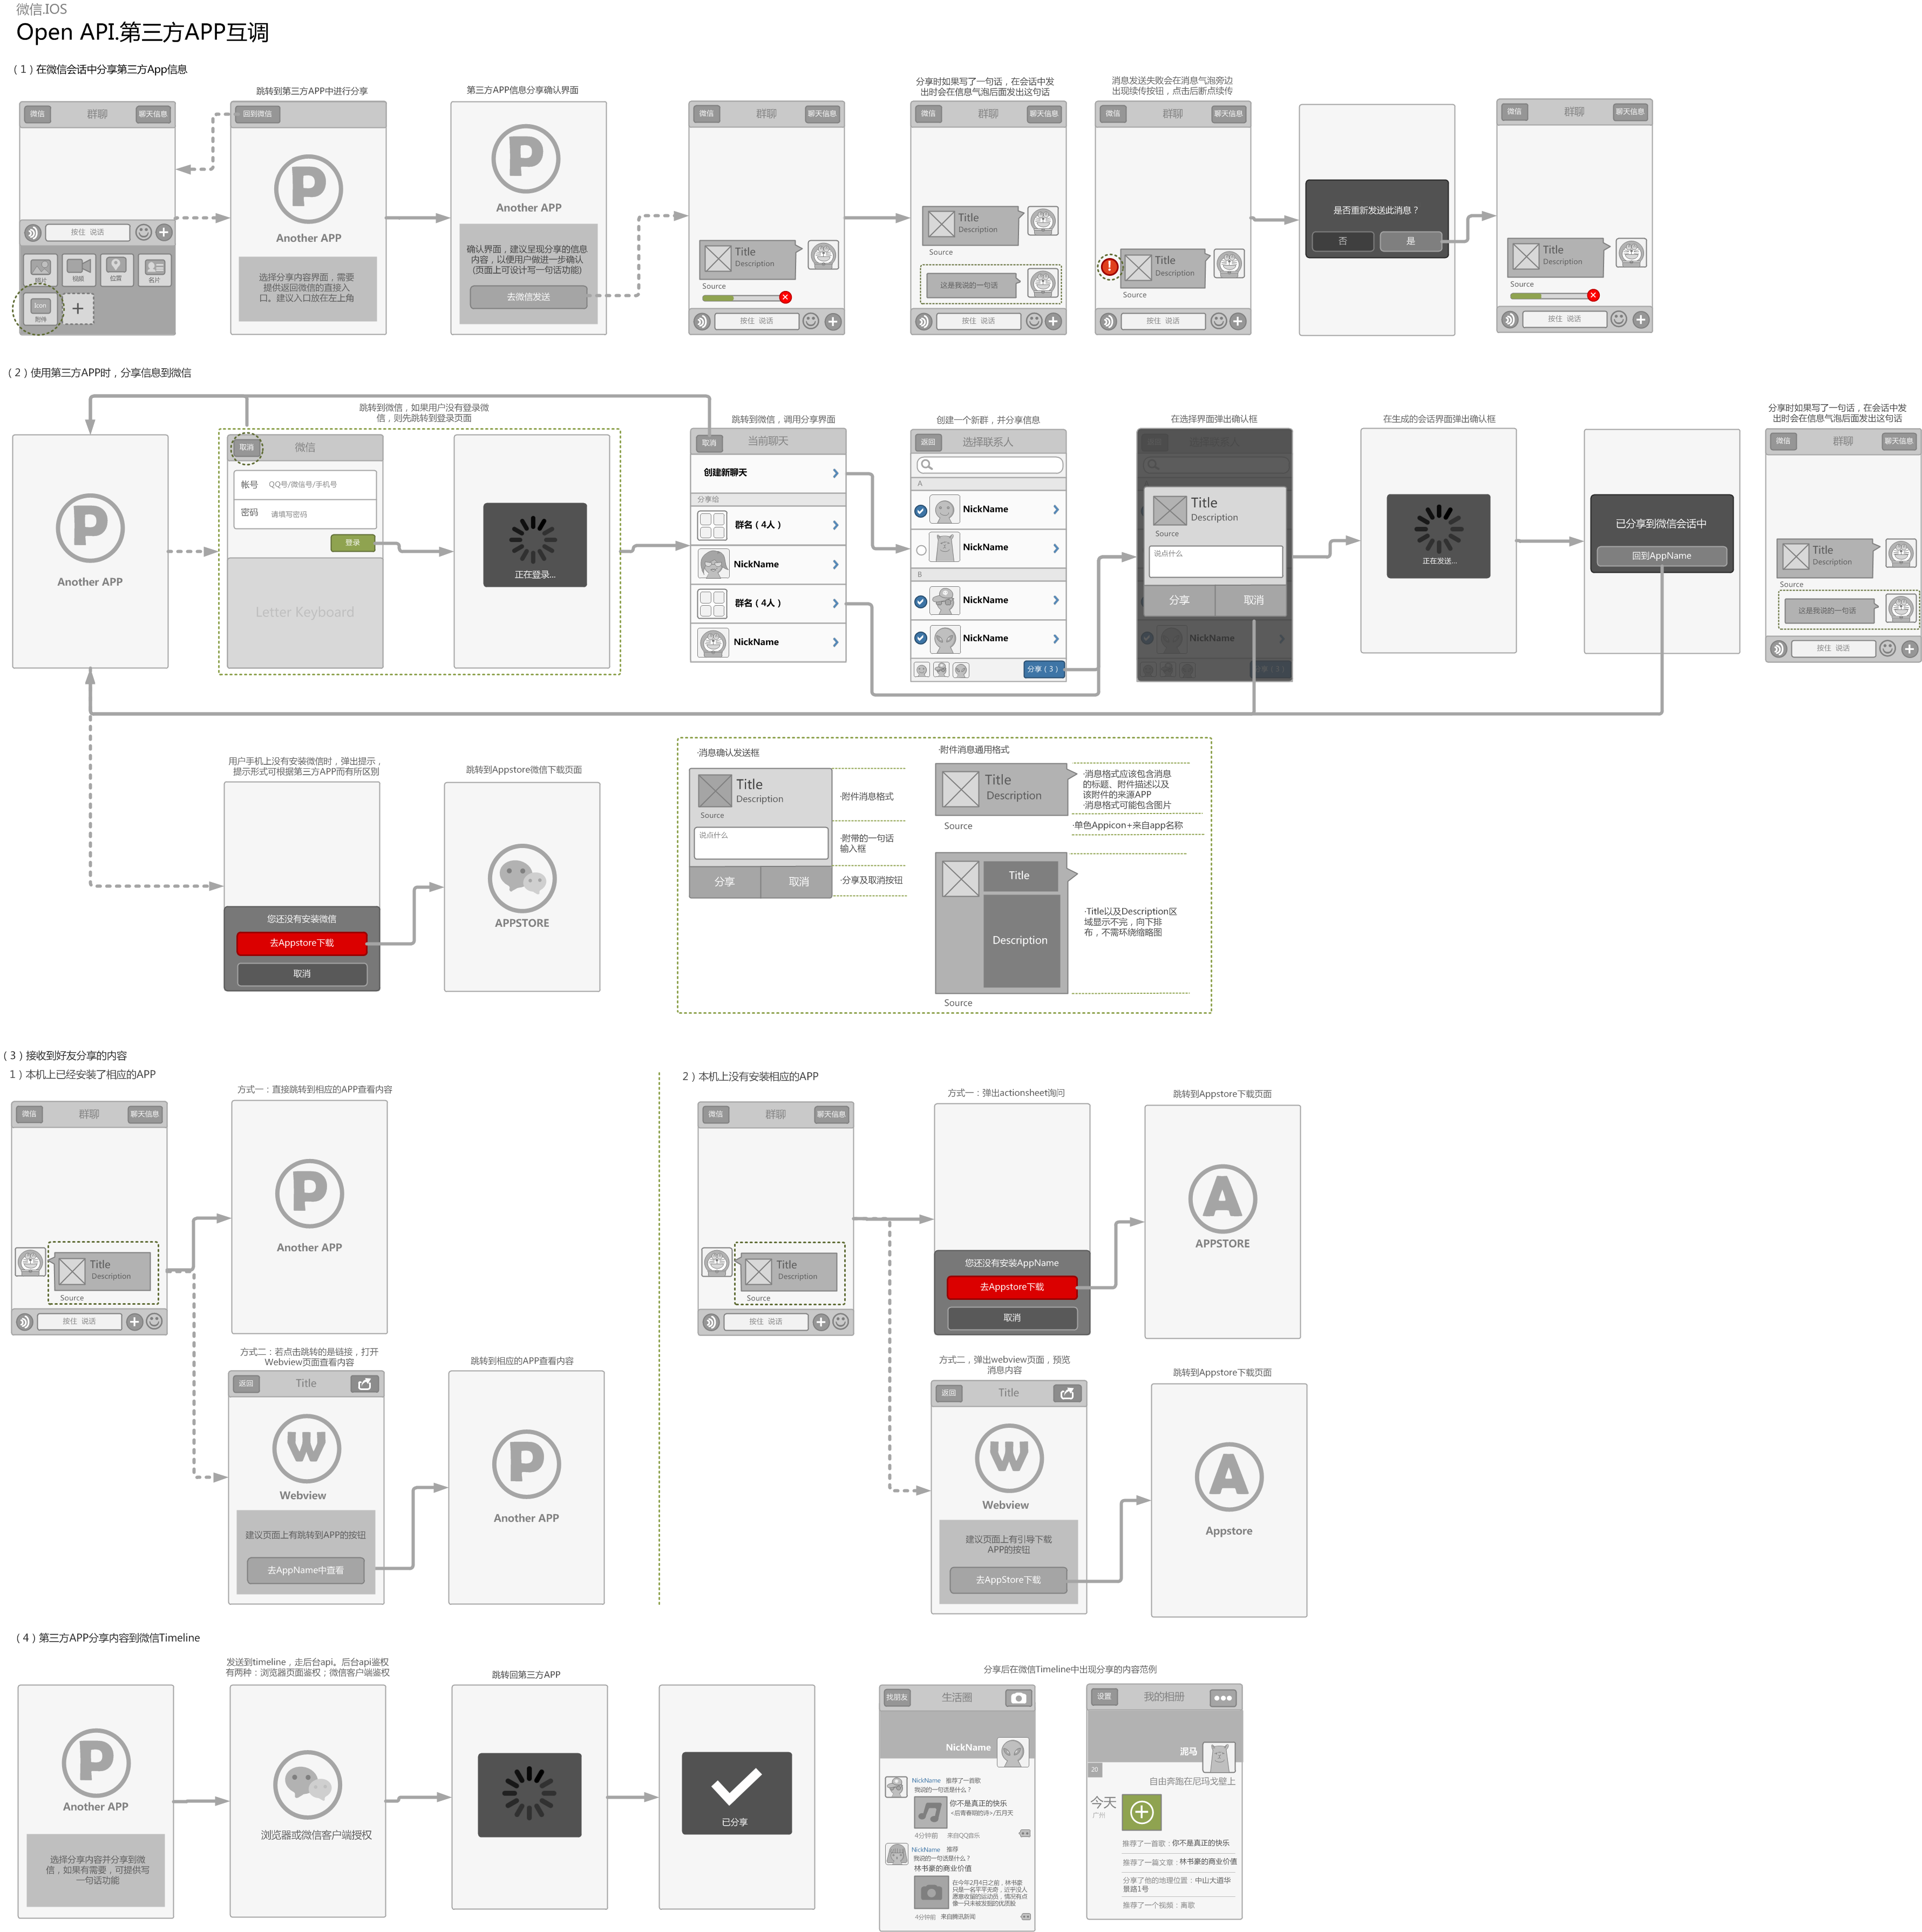 微信.IOS
Open API.第三方APP互调
（1）在微信会话中分享第三方App信息
跳转到第三方APP中进行分享
第三方APP信息分享确认界面
分享时如果写了一句话，在会话中发
出时会在信息气泡后面发出这句话
消息发送失败会在消息气泡旁边
出现续传按钮，点击后断点续传
微信 群聊 聊天信息
按住 说话
图片 视频 位置 名片
Icon
回到微信
Another APP
选择分享内容界面，需要
提供返回微信的直接入
口。建议入口放在左上角
Another APP
确认界面，建议呈现分享的信息
内容，以便用户做进一步确认
(页面上可设计写一句话功能)
去微信发送
微信 群聊 聊天信息
Title
Description
Source
按住 说话
微信 群聊 聊天信息
Title
Description
Source
这是我说的一句话
按住 说话
微信 群聊 聊天信息
Title
Description
Source
按住 说话
是否重新发送此消息？
否 是
微信 群聊 聊天信息
Title
Description
Source
按住 说话
（2）使用第三方APP时，分享信息到微信
跳转到微信，如果用户没有登录微
信，则先跳转到登录页面
跳转到微信，调用分享界面
创建一个新群，并分享信息
在选择界面弹出确认框
在生成的会话界面弹出确认框
分享时如果写了一句话，在会话中发
出时会在信息气泡后面发出这句话
Another APP
取消 微信
帐号 QQ号/微信号/手机号
密码 请填写密码
登录
Letter Keyboard
正在登录...
取消 当前聊天
创建新聊天
分享给
群名（4人）
NickName
群名（4人）
NickName
返回 选择联系人
A
NickName
NickName
B
NickName
NickName
分享（3）
返回 选择联系人
Title
Description
Source
说点什么
分享 取消
NickName
分享（3）
正在发送...
已分享到微信会话中
回到AppName
微信 群聊 聊天信息
Title
Description
Source
这是我说的一句话
按住 说话
用户手机上没有安装微信时，弹出提示，
提示形式可根据第三方APP而有所区别
跳转到Appstore微信下载页面
您还没有安装微信
去Appstore下载
取消
APPSTORE
·消息确认发送框
Title
Description
Source
说点什么
分享 取消
·附件消息格式
·附带的一句话
输入框
·分享及取消按钮
·附件消息通用格式
Title
Description
Source
·消息格式应该包含消息
的标题、附件描述以及
该附件的来源APP
·消息格式可能包含图片
·单色Appicon+来自app名称
Title
Description
Source
·Title以及Description区
域显示不完，向下排
布，不需环绕缩略图
（3）接收到好友分享的内容
1）本机上已经安装了相应的APP
方式一：直接跳转到相应的APP查看内容
微信 群聊 聊天信息
Title
Description
Source
按住 说话
Another APP
方式二：若点击跳转的是链接，打开
Webview页面查看内容
跳转到相应的APP查看内容
返回 Title
Webview
建议页面上有跳转到APP的按钮
去AppName中查看
Another APP
2）本机上没有安装相应的APP
方式一：弹出actionsheet询问
跳转到Appstore下载页面
微信 群聊 聊天信息
Title
Description
Source
按住 说话
您还没有安装AppName
去Appstore下载
取消
APPSTORE
方式二，弹出webview页面，预览
消息内容
跳转到Appstore下载页面
返回 Title
Webview
建议页面上有引导下载
APP的按钮
去AppStore下载
Appstore
（4）第三方APP分享内容到微信Timeline
发送到timeline，走后台api。后台api鉴权
有两种：浏览器页面鉴权；微信客户端鉴权
跳转回第三方APP
分享后在微信Timeline中出现分享的内容范例
Another APP
选择分享内容并分享到微
信，如果有需要，可提供写
一句话功能
浏览器或微信客户端授权
已分享
找朋友 生活圈
NickName
NickName 推荐了一首歌
我说的一句话是什么？
你不是真正的快乐
<后青春期的诗>/五月天
4分钟前 来自QQ音乐
NickName 推荐
我说的一句话是什么？
林书豪的商业价值
在今年2月4日之前，林书豪
只是一名平平无奇，近乎没人
愿意收留的运动员，情况有点
像一只未被发掘的优质股
4分钟前 来自腾讯新闻
设置 我的相册
泥马
20
自由奔跑在尼玛戈壁上
今天
广州
推荐了一首歌：你不是真正的快乐
推荐了一篇文章：林书豪的商业价值
分享了他的地理位置：中山大道华
景路1号
推荐了一个视频：离歌